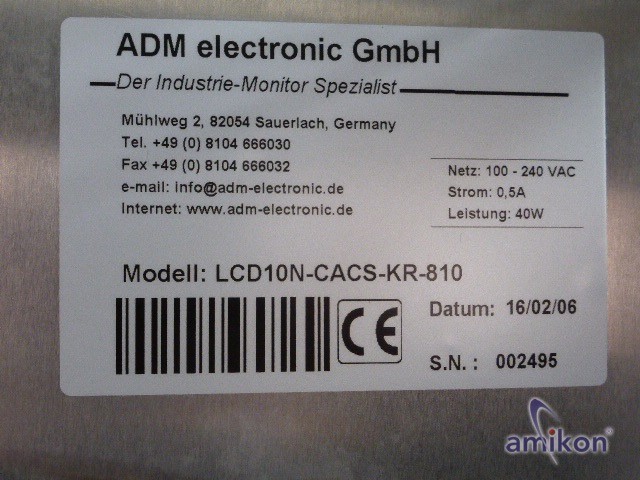 ADM electronic GmbH
Der Industrie-Monitor Spezialist
Mühlweg 2, 82054 Sauerlach, Germany
Tel. +49 (0) 8104 666030
Fax +49 (0) 8104 666032
e-mail: info@adm-electronic.de
Internet: www.adm-electronic.de
Netz: 100 - 240 VAC
Strom: 0,5A
Leistung: 40W
Modell: LCD10N-CACS-KR-810
CE
Datum: 16/02/06
S.N. : 002495
amikon®